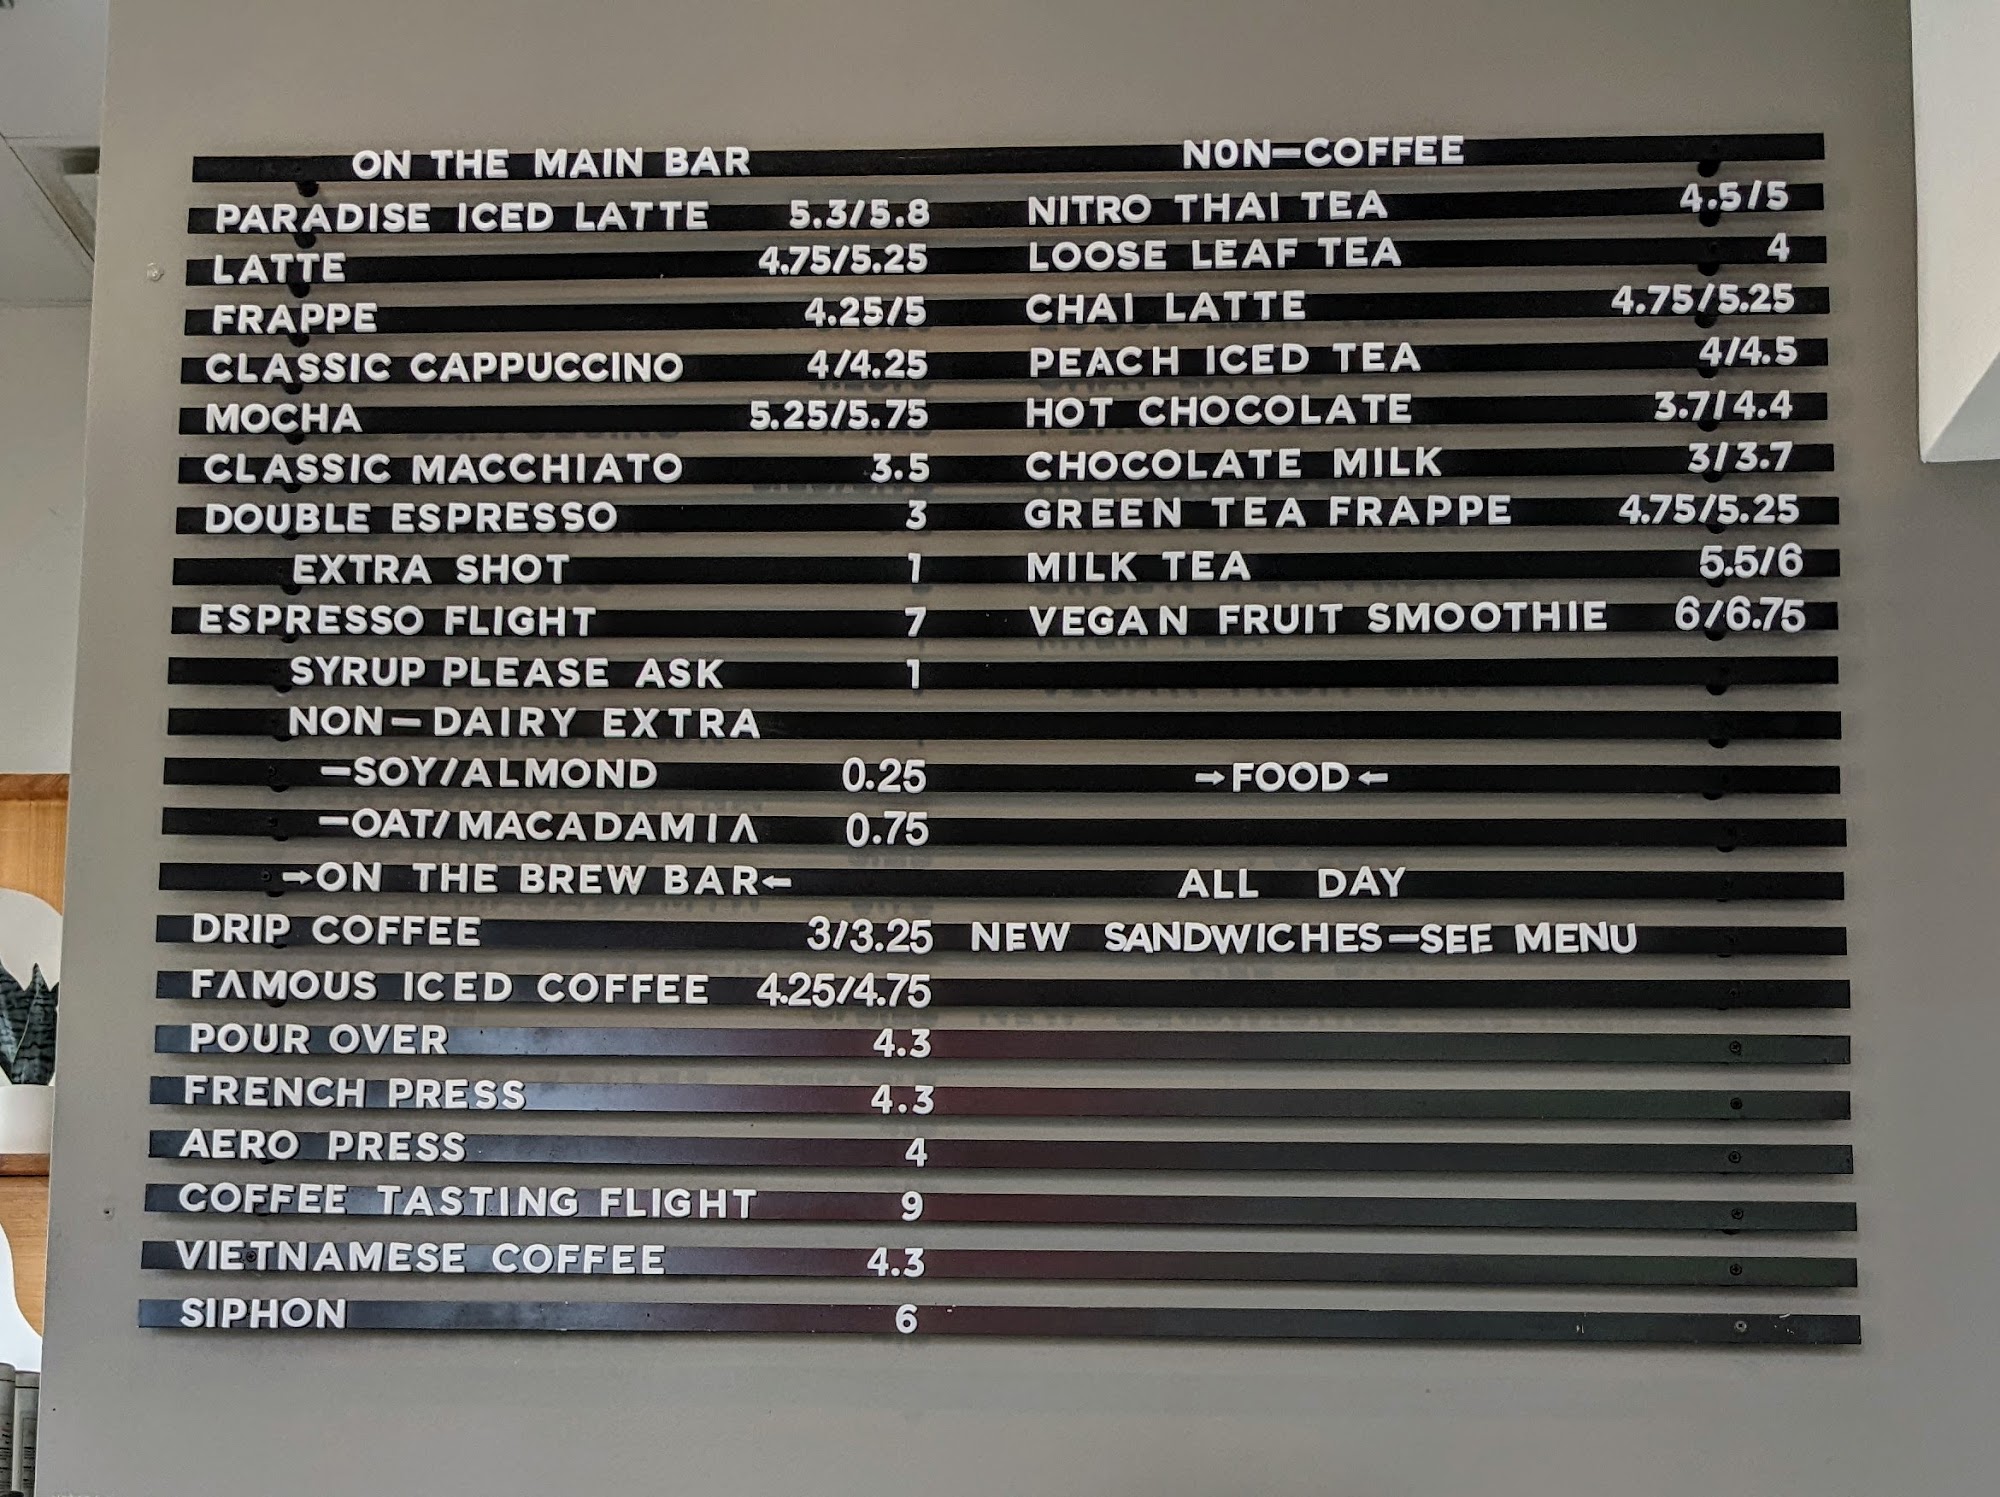 ON THE MAIN BAR
PARADISE ICED LATTE 5.3/5.8
LATTE 4.75/5.25
FRAPPE 4.25/5
CLASSIC CAPPUCCINO 4/4.25
MOCHA 5.25/5.75
CLASSIC MACCHIATO 3.5
DOUBLE ESPRESSO 3
EXTRA SHOT 1
ESPRESSO FLIGHT 7
SYRUP PLEASE ASK 1
NON-DAIRY EXTRA
-SOY/ALMOND 0.25
-OAT/MACADAMIA 0.75
→ON THE BREW BAR←
DRIP COFFEE 3/3.25
FAMOUS ICED COFFEE 4.25/4.75
POUR OVER 4.3
FRENCH PRESS 4.3
AERO PRESS 4
COFFEE TASTING FLIGHT 9
VIETNAMESE COFFEE 4.3
SIPHON 6
NON-COFFEE
NITRO THAI TEA 4.5/5
LOOSE LEAF TEA 4
CHAI LATTE 4.75/5.25
PEACH ICED TEA 4/4.5
HOT CHOCOLATE 3.7/4.4
CHOCOLATE MILK 3/3.7
GREEN TEA FRAPPE 4.75/5.25
MILK TEA 5.5/6
VEGAN FRUIT SMOOTHIE 6/6.75
→FOOD←
ALL DAY
NEW SANDWICHES-SEE MENU